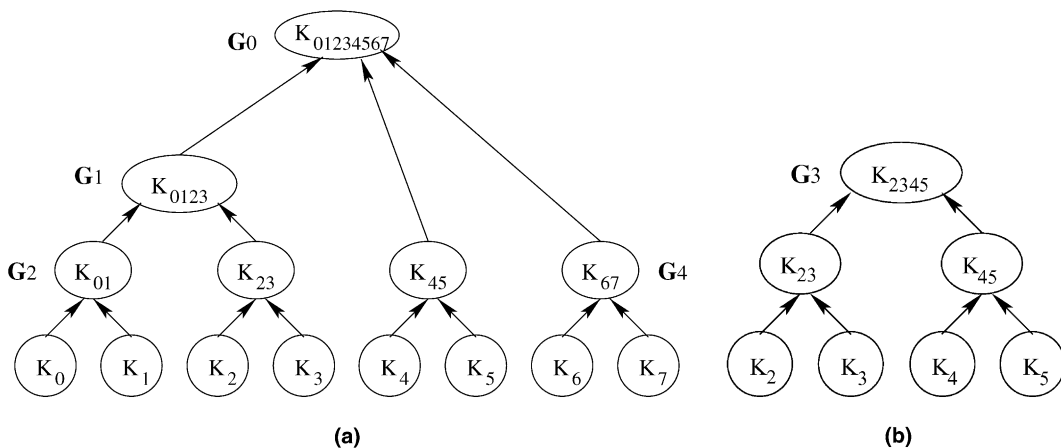 G0 K01234567
G1 K0123
G3 K2345
G2 K01 K23 K45 K67 G4
K23 K45
K0 K1 K2 K3 K4 K5 K6 K7
K2 K3 K4 K5
(a)
(b)